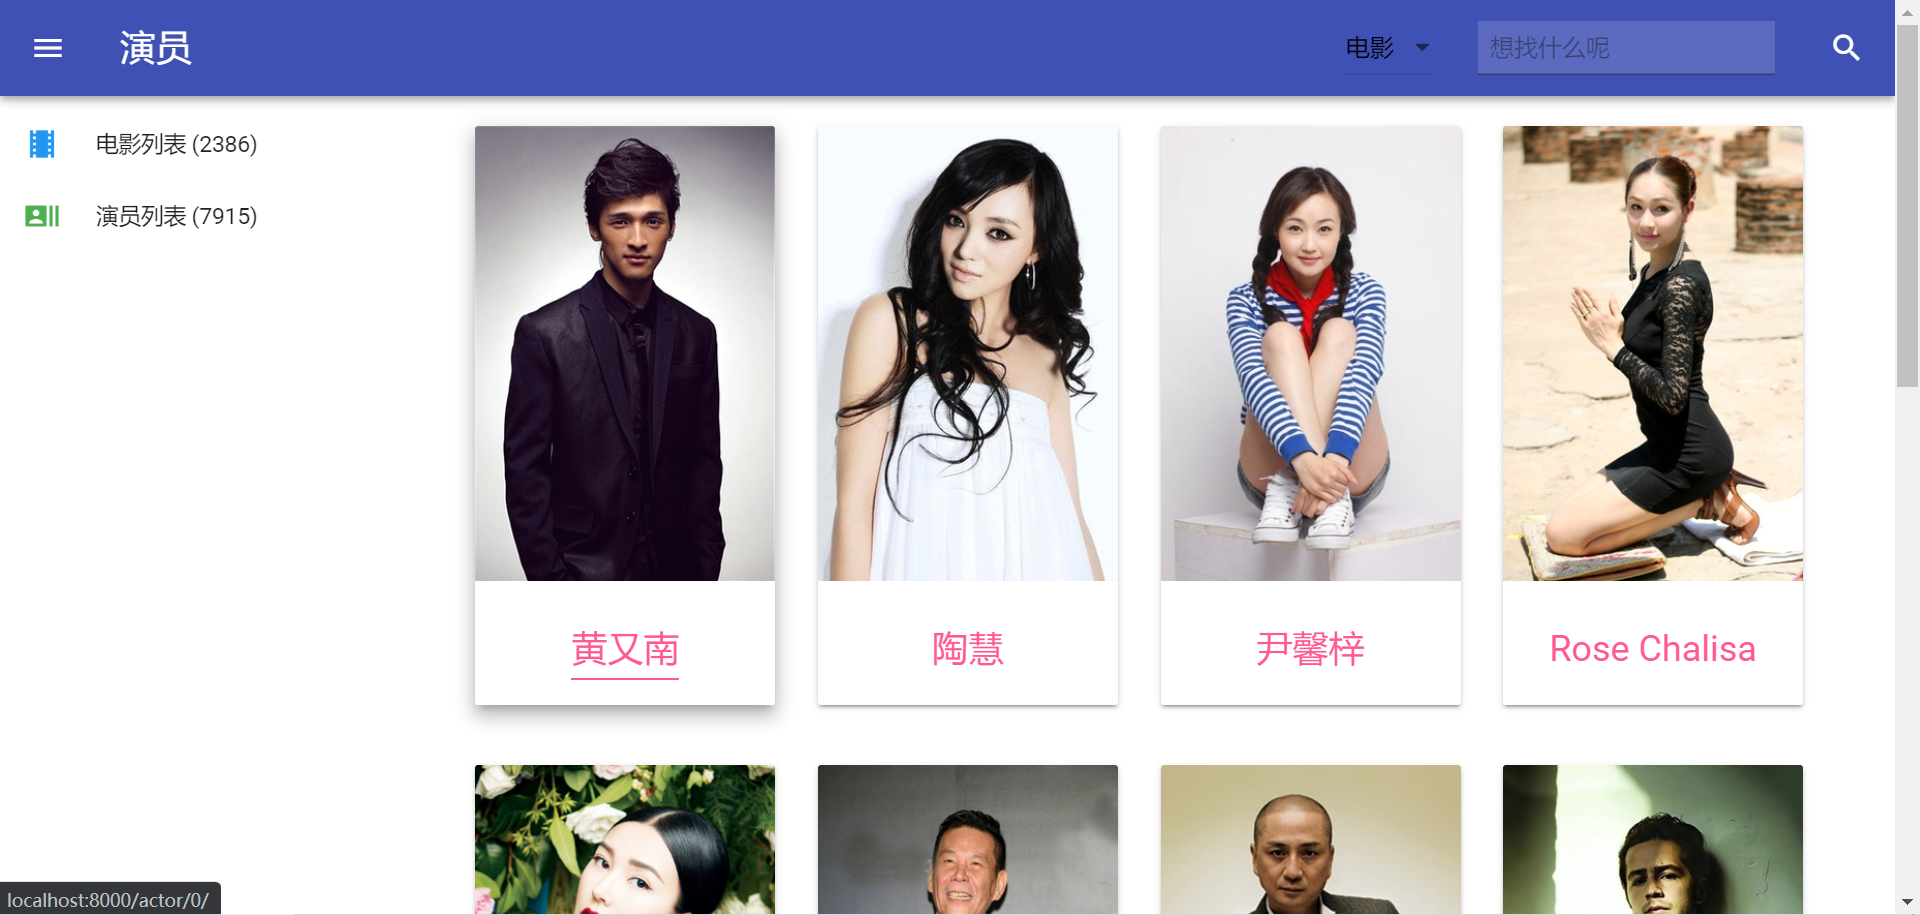 演员
电影
想找什么呢
电影列表 (2386)
演员列表 (7915)
黄又南
陶慧
尹馨梓
Rose Chalisa
localhost:8000/actor/0/